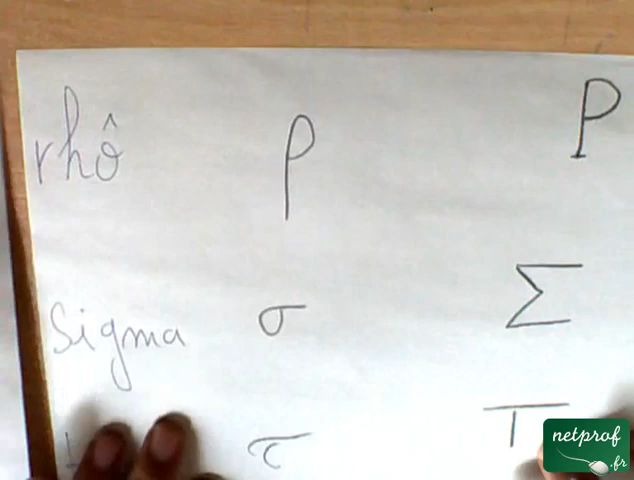 rhô ρ Ρ
Sigma σ Σ
τ Τ
netprof
.fr